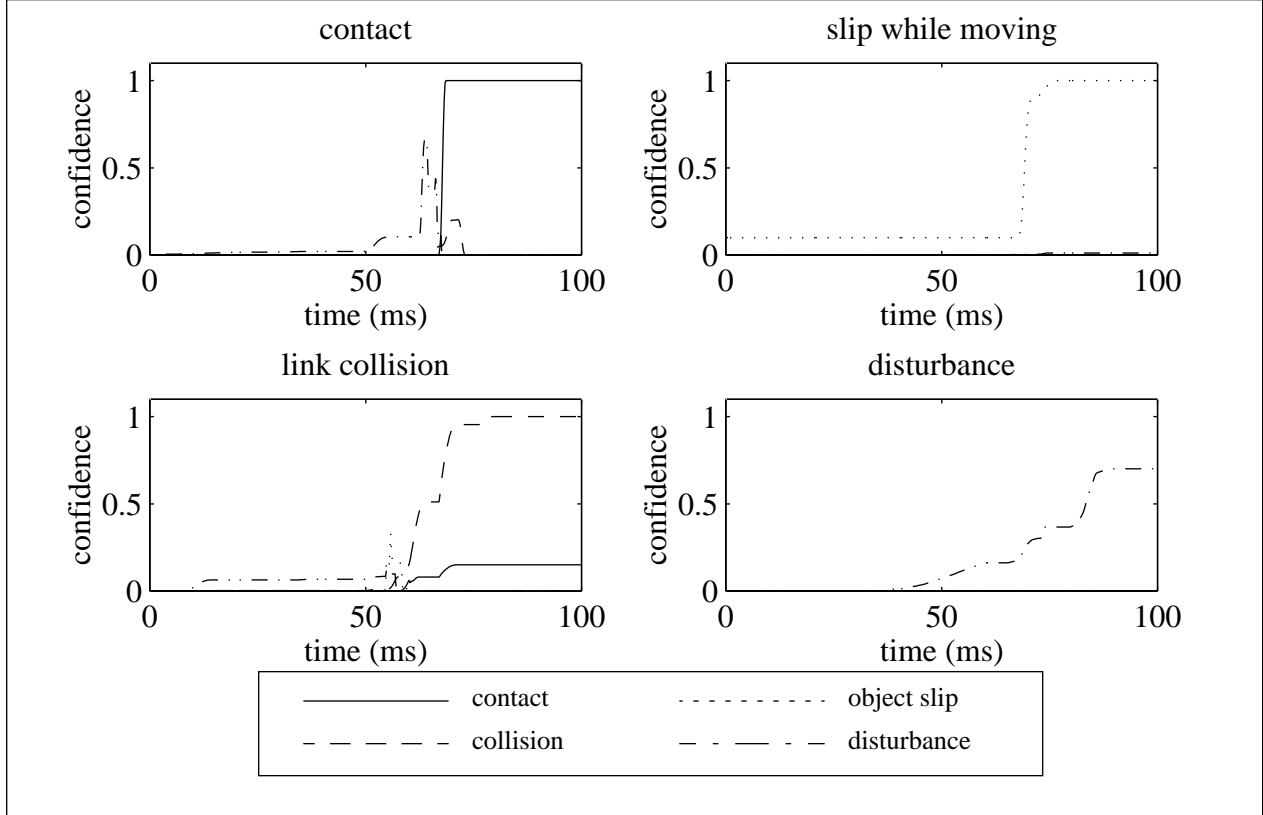 contact
slip while moving
confidence
1
0.5
0
0
50
100
time (ms)
confidence
1
0.5
0
0
50
100
time (ms)
link collision
disturbance
confidence
1
0.5
0
0
50
100
time (ms)
confidence
1
0.5
0
0
50
100
time (ms)
contact
object slip
collision
disturbance